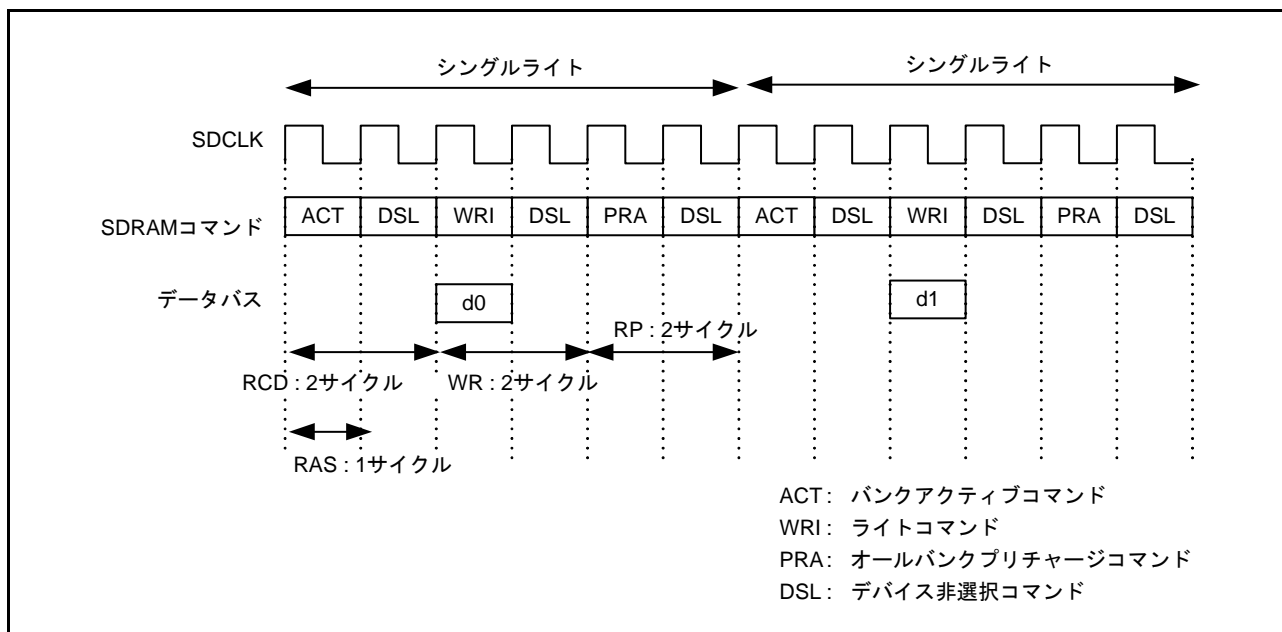 シングルライト シングルライト
SDCLK
SDRAMコマンド ACT DSL WRI DSL PRA DSL ACT DSL WRI DSL PRA DSL
データバス d0 d1
RP : 2サイクル
RCD : 2サイクル WR : 2サイクル
RAS : 1サイクル
ACT : バンクアクティブコマンド
WRI : ライトコマンド
PRA : オールバンクプリチャージコマンド
DSL : デバイス非選択コマンド